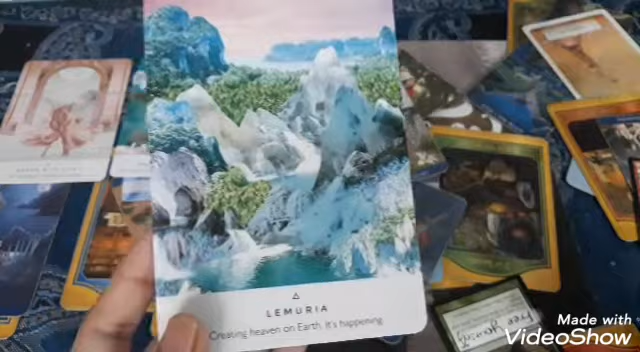 △
LEMURIA
Creating heaven on Earth. It's happening
Made with
VideoShow